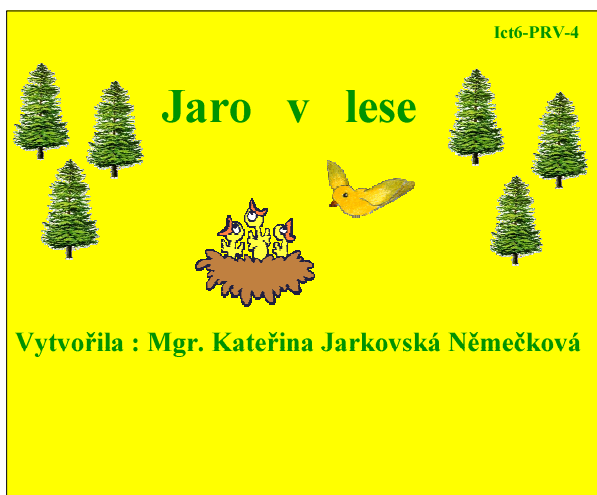 Ict6-PRV-4
Jaro v lese
Vytvořila : Mgr. Kateřina Jarkovská Němečková